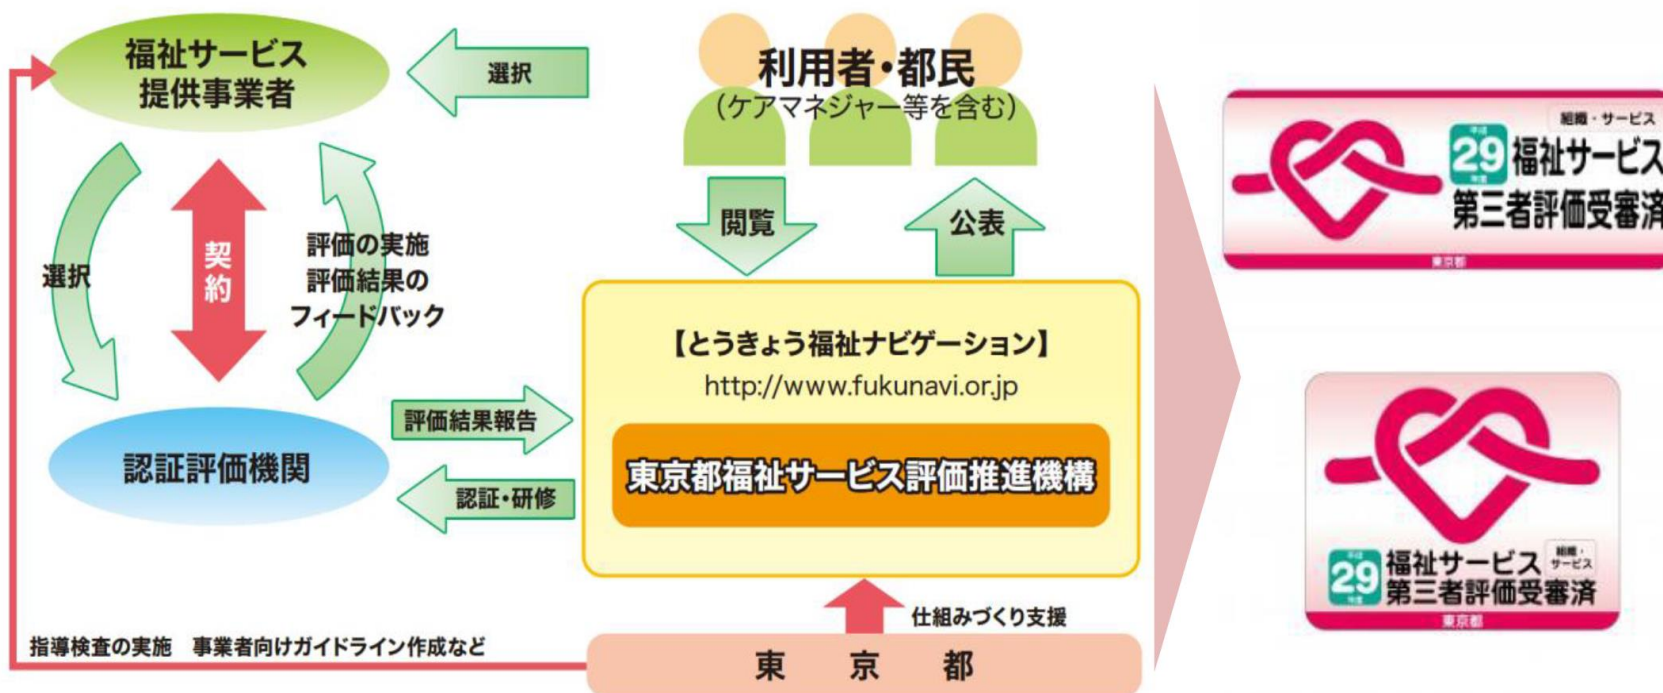 福祉サービス
提供事業者
選択
利用者・都民
（ケアマネジャー等を含む）
選択
契約
評価の実施
評価結果の
フィードバック
閲覧
公表
【とうきょう福祉ナビゲーション】
http://www.fukunavi.or.jp
東京都福祉サービス評価推進機構
認証評価機関
評価結果報告
認証・研修
仕組みづくり支援
指導検査の実施　事業者向けガイドライン作成など
東 京 都
組織・サービス
平成
29
年度
福祉サービス
第三者評価受審済
東京都
平成
29
年度
福祉サービス
組織・
サービス
第三者評価受審済
東京都